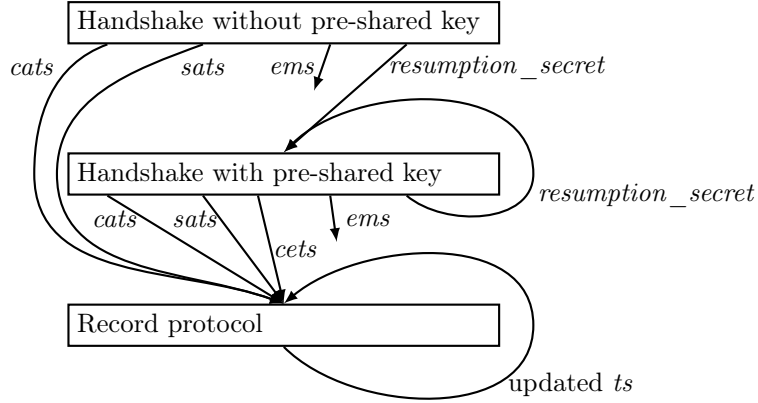 Handshake without pre-shared key
cats
sats
ems
resumption_secret
Handshake with pre-shared key
resumption_secret
cats
sats
ems
cets
Record protocol
updated ts